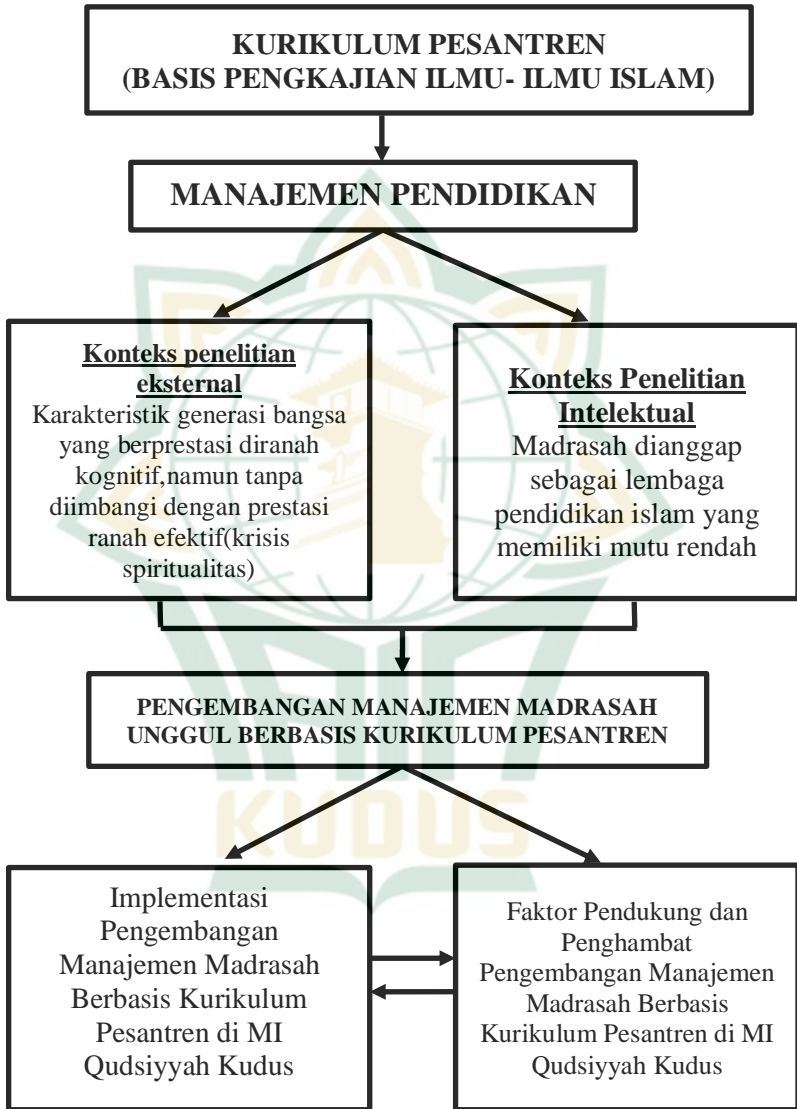 KURIKULUM PESANTREN
(BASIS PENGKAJIAN ILMU- ILMU ISLAM)
MANAJEMEN PENDIDIKAN
Konteks penelitian
eksternal
Karakteristik generasi bangsa
yang berprestasi diranah
kognitif,namun tanpa
diimbangi dengan prestasi
ranah efektif(krisis
spiritualitas)
Konteks Penelitian
Intelektual
Madrasah dianggap
sebagai lembaga
pendidikan islam yang
memiliki mutu rendah
PENGEMBANGAN MANAJEMEN MADRASAH
UNGGUL BERBASIS KURIKULUM PESANTREN
Implementasi
Pengembangan
Manajemen Madrasah
Berbasis Kurikulum
Pesantren di MI
Qudsiyyah Kudus
Faktor Pendukung dan
Penghambat
Pengembangan Manajemen
Madrasah Berbasis
Kurikulum Pesantren di MI
Qudsiyyah Kudus
IAIN
KUDUS